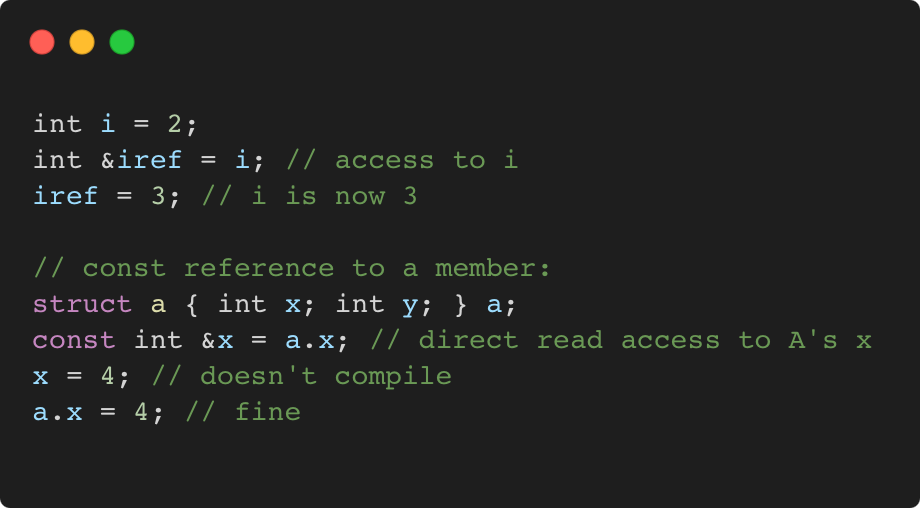 int i = 2;
int &iref = i; // access to i
iref = 3; // i is now 3
// const reference to a member:
struct a { int x; int y; } a;
const int &x = a.x; // direct read access to A's x
x = 4; // doesn't compile
a.x = 4; // fine